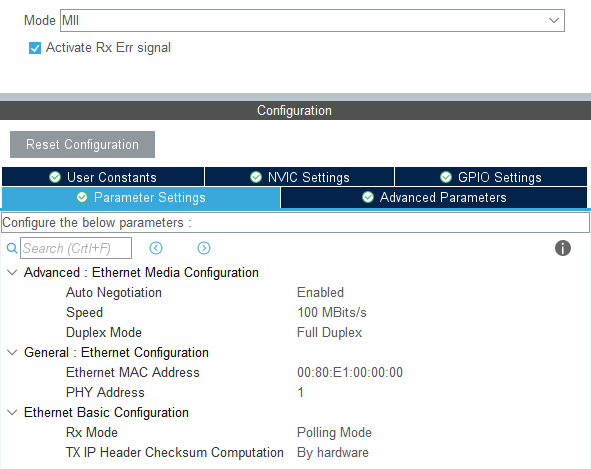 Mode MII
Activate Rx Err signal
Configuration
Reset Configuration
User Constants NVIC Settings GPIO Settings
Parameter Settings Advanced Parameters
Configure the below parameters :
Search (Crtl+F)
Advanced : Ethernet Media Configuration
Auto Negotiation Enabled
Speed 100 MBits/s
Duplex Mode Full Duplex
General : Ethernet Configuration
Ethernet MAC Address 00:80:E1:00:00:00
PHY Address 1
Ethernet Basic Configuration
Rx Mode Polling Mode
TX IP Header Checksum Computation By hardware